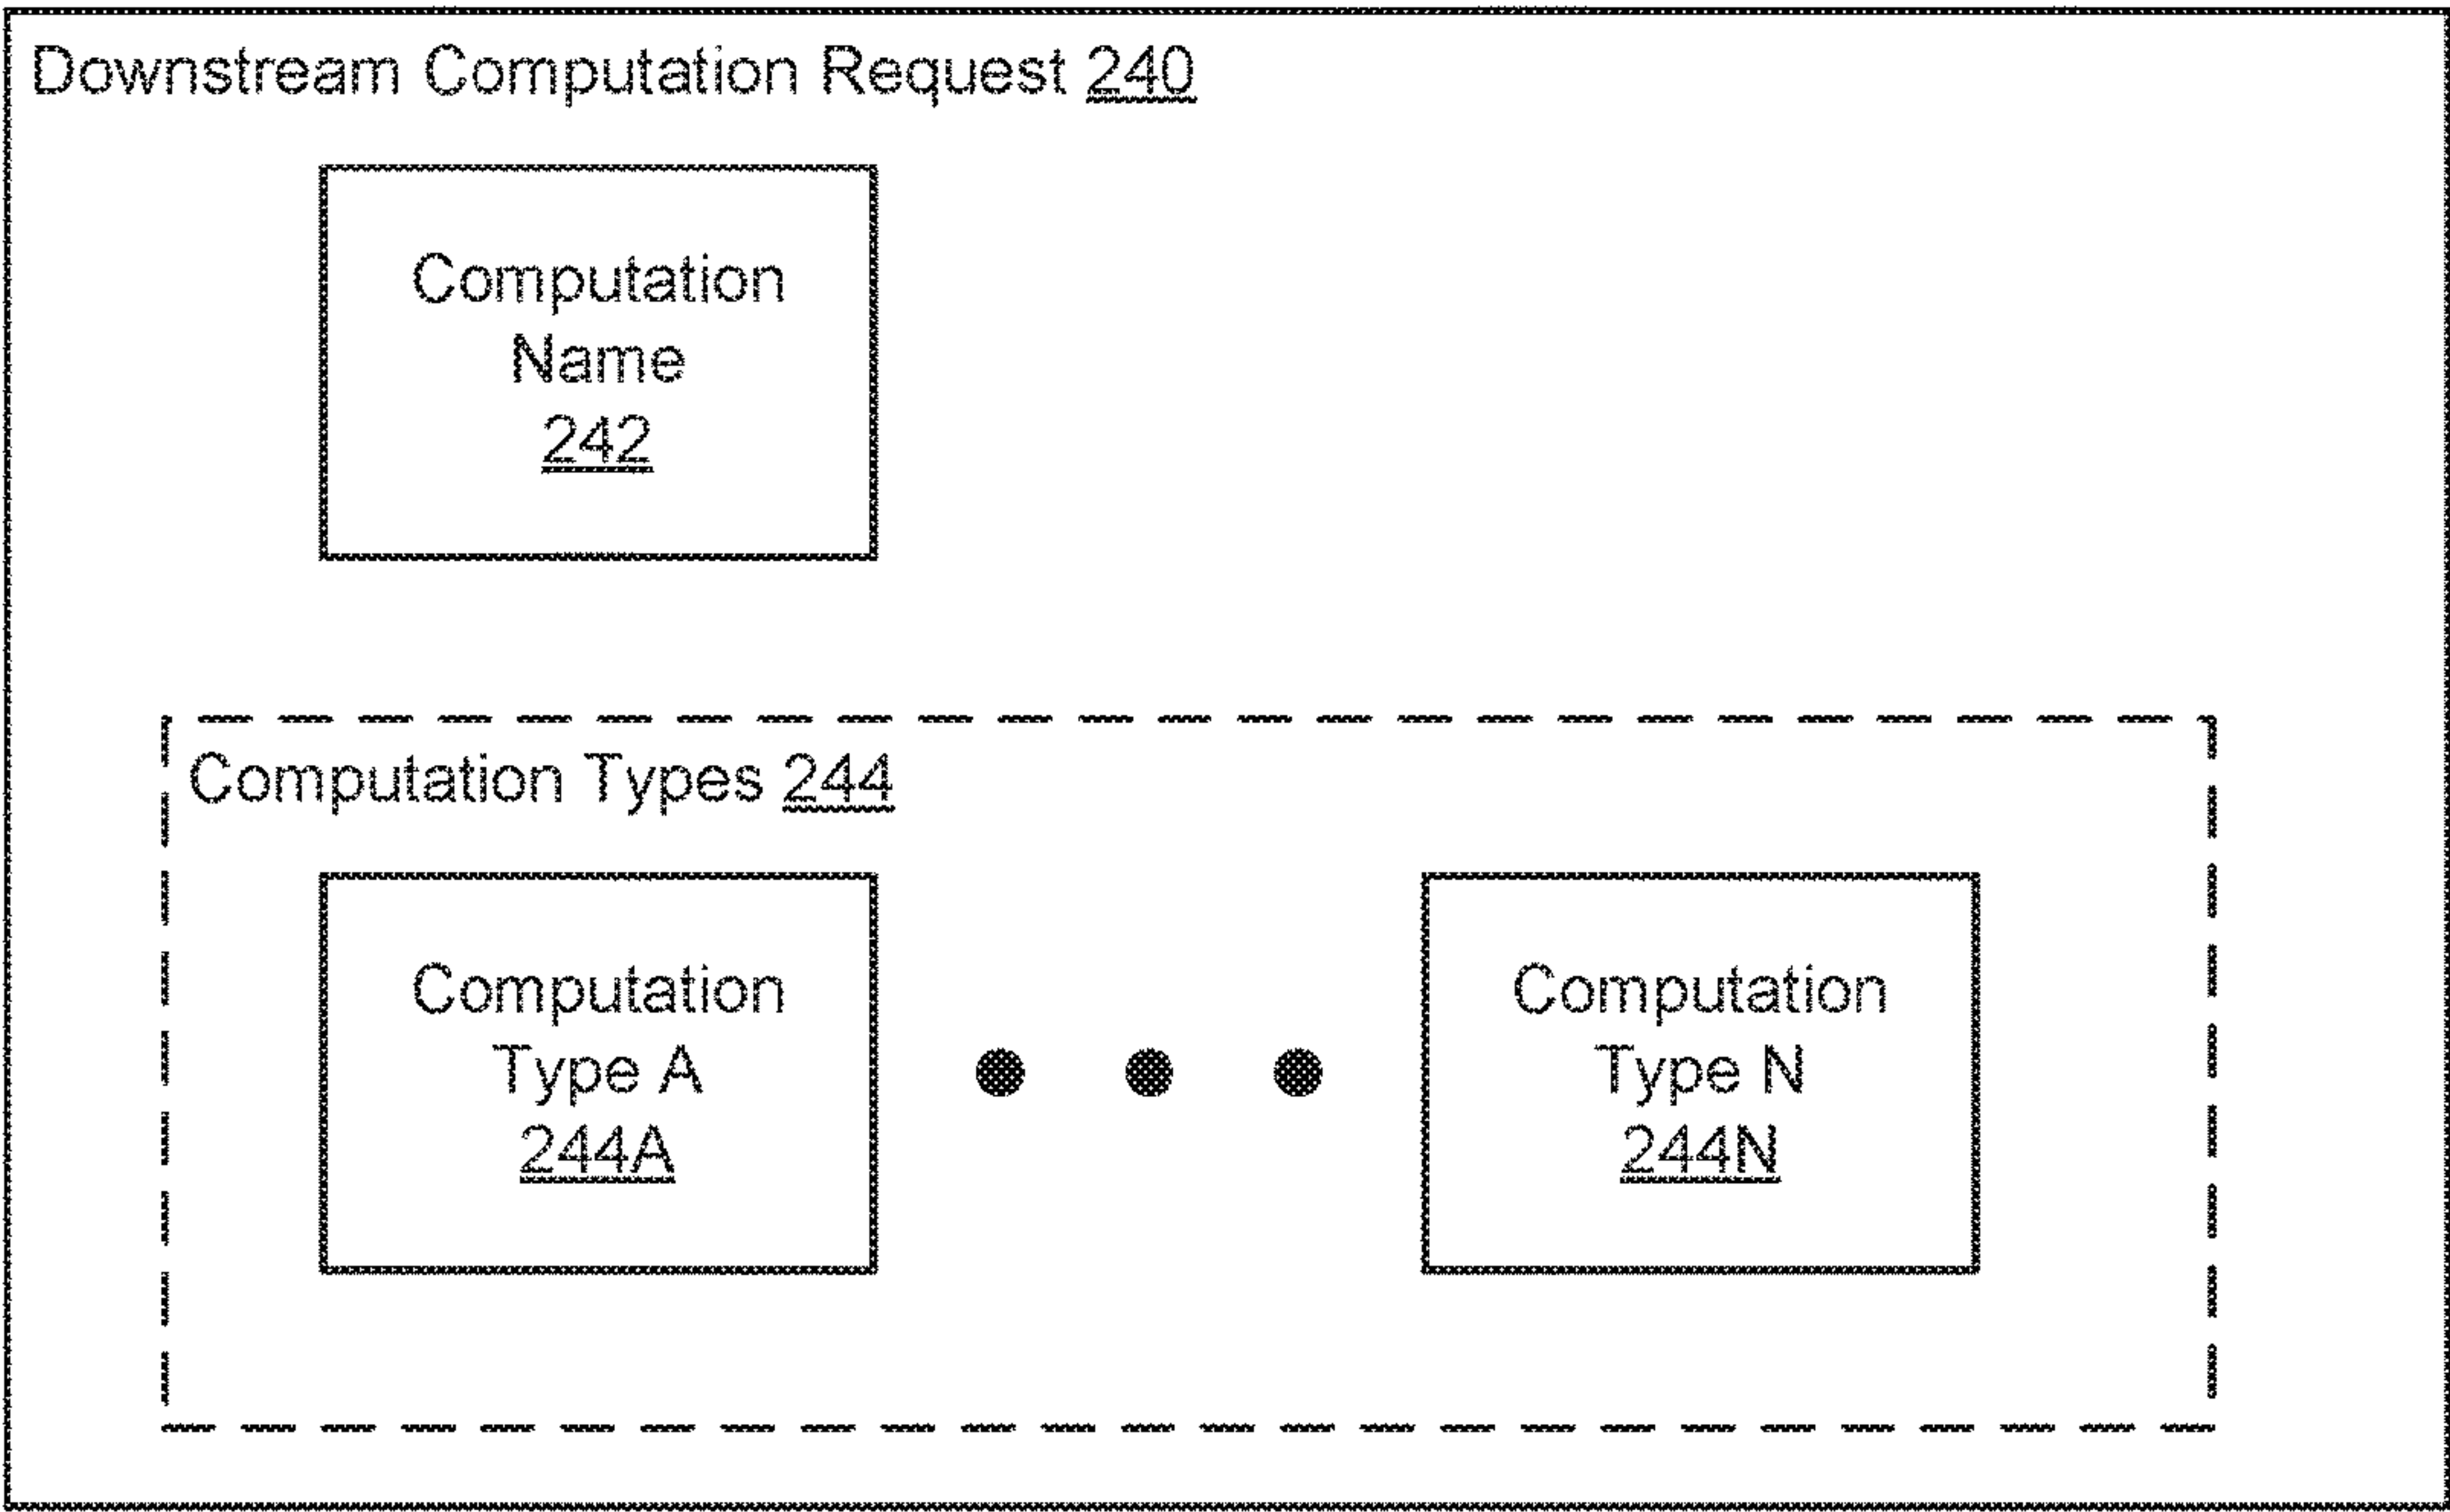 Downstream Computation Request 240
Computation
Name
242
Computation Types 244
Computation
Type A
244A
Computation
Type N
244N